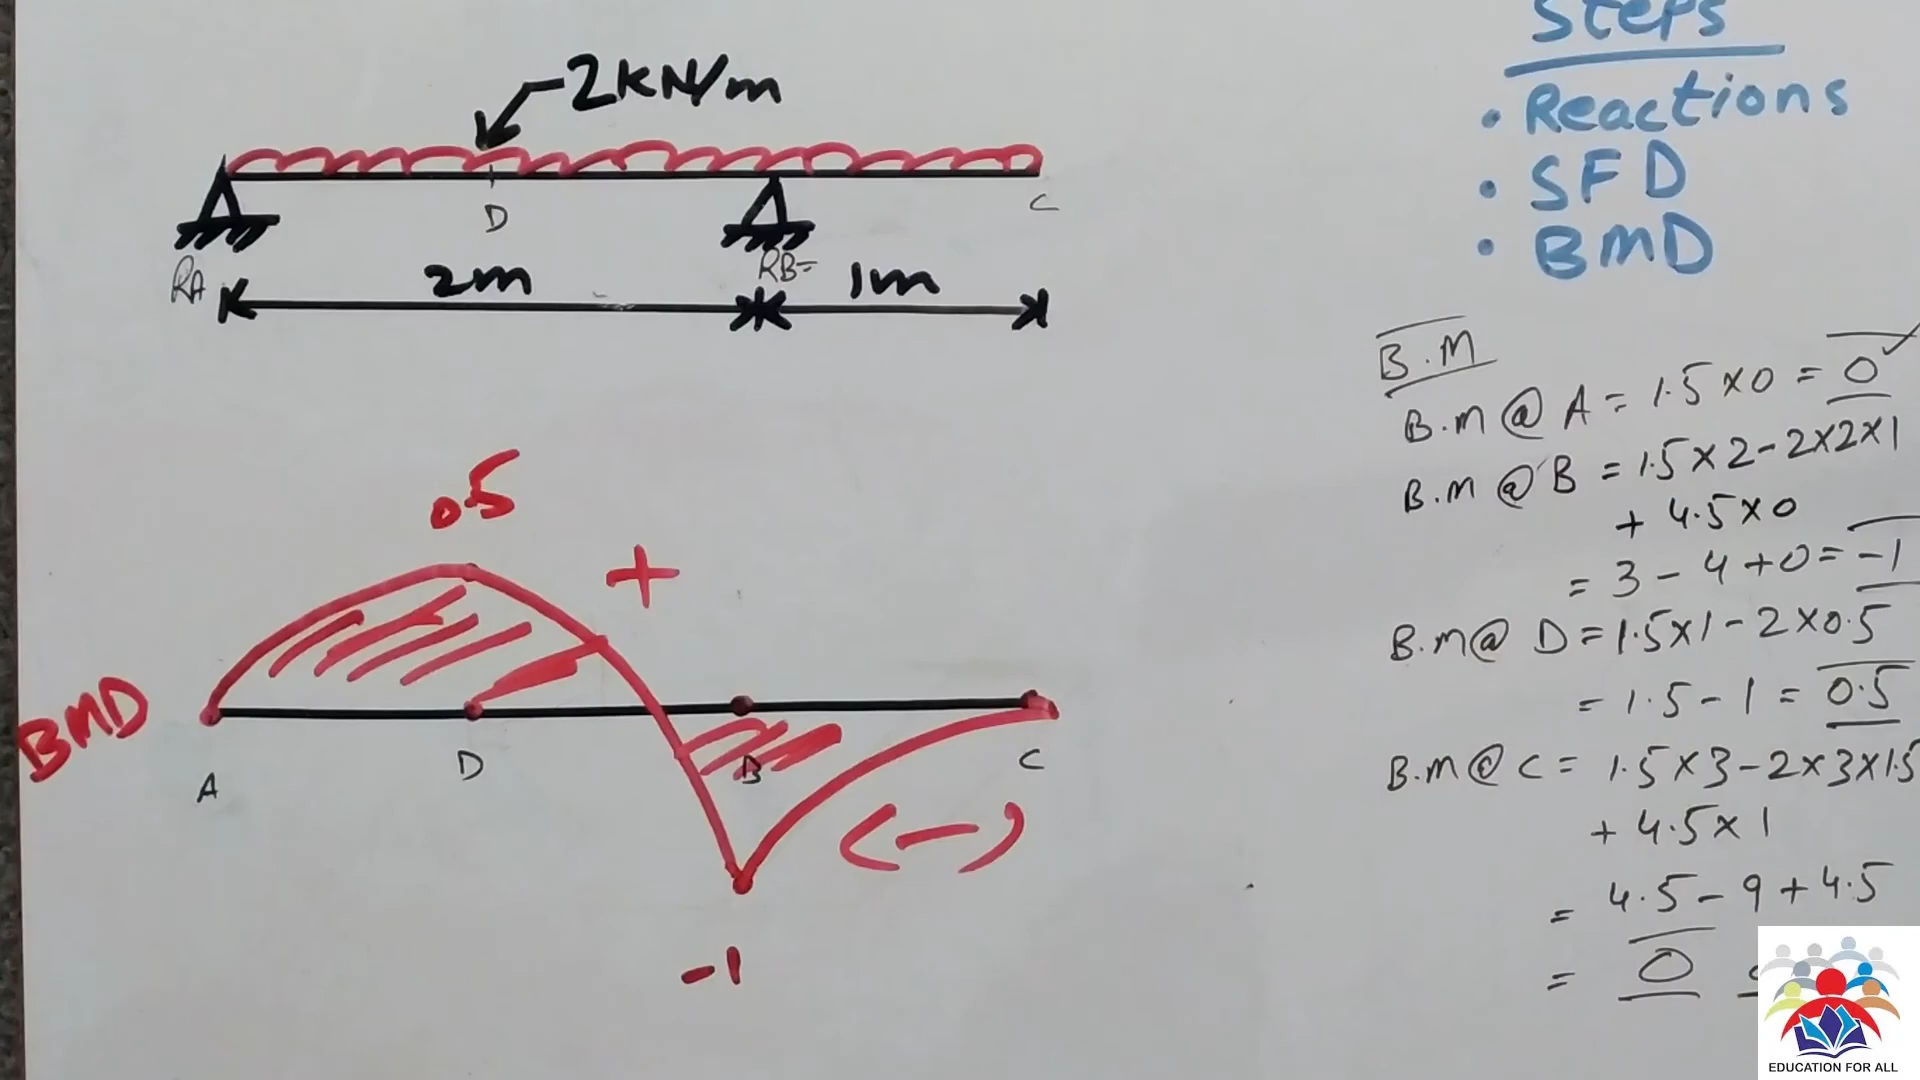 Steps
• Reactions
• SFD
• BMD
2KN/m
D
C
RA
RB=
2m
1m
B.M
B.M @ A = 1.5 x 0 = 0
B.M @ B = 1.5 x 2 - 2 x 2 x 1
+ 4.5 x 0
= 3 - 4 + 0 = -1
B.M @ D = 1.5 x 1 - 2 x 0.5
= 1.5 - 1 = 0.5
B.M @ C = 1.5 x 3 - 2 x 3 x 1.5
+ 4.5 x 1
= 4.5 - 9 + 4.5
= 0
0.5
+
BMD
A
D
B
C
(-)
-1
EDUCATION FOR ALL